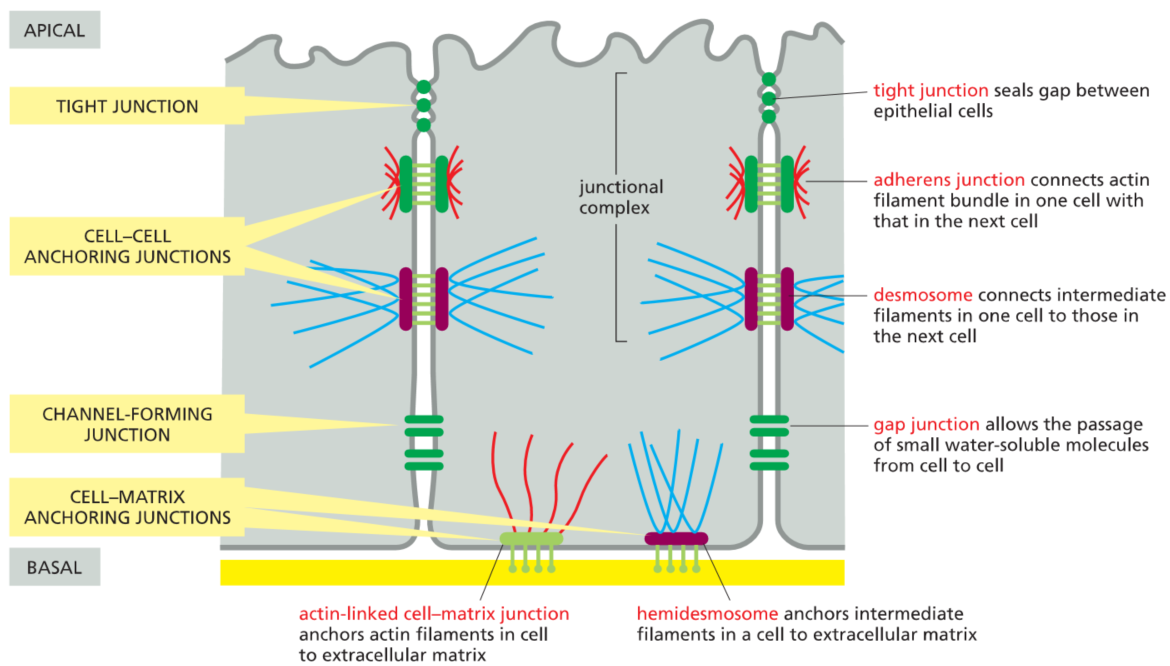 APICAL
TIGHT JUNCTION
CELL–CELL
ANCHORING JUNCTIONS
CHANNEL-FORMING
JUNCTION
CELL–MATRIX
ANCHORING JUNCTIONS
BASAL
junctional
complex
tight junction seals gap between
epithelial cells
adherens junction connects actin
filament bundle in one cell with
that in the next cell
desmosome connects intermediate
filaments in one cell to those in
the next cell
gap junction allows the passage
of small water-soluble molecules
from cell to cell
actin-linked cell–matrix junction
anchors actin filaments in cell
to extracellular matrix
hemidesmosome anchors intermediate
filaments in a cell to extracellular matrix